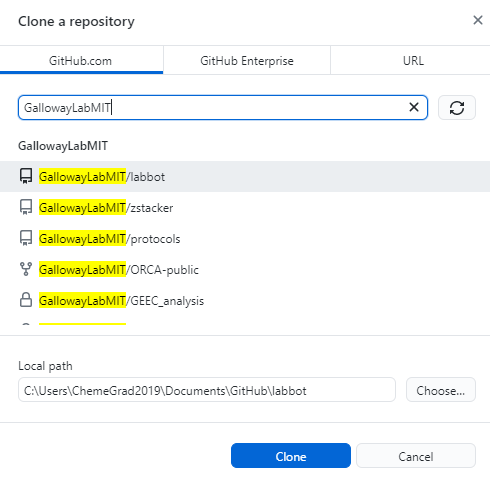 Clone a repository
GitHub.com GitHub Enterprise URL
GallowayLabMIT
GallowayLabMIT
GallowayLabMIT/labbot
GallowayLabMIT/zstacker
GallowayLabMIT/protocols
GallowayLabMIT/ORCA-public
GallowayLabMIT/GEEC_analysis
Local path
C:\Users\ChemeGrad2019\Documents\GitHub\labbot Choose...
Clone Cancel